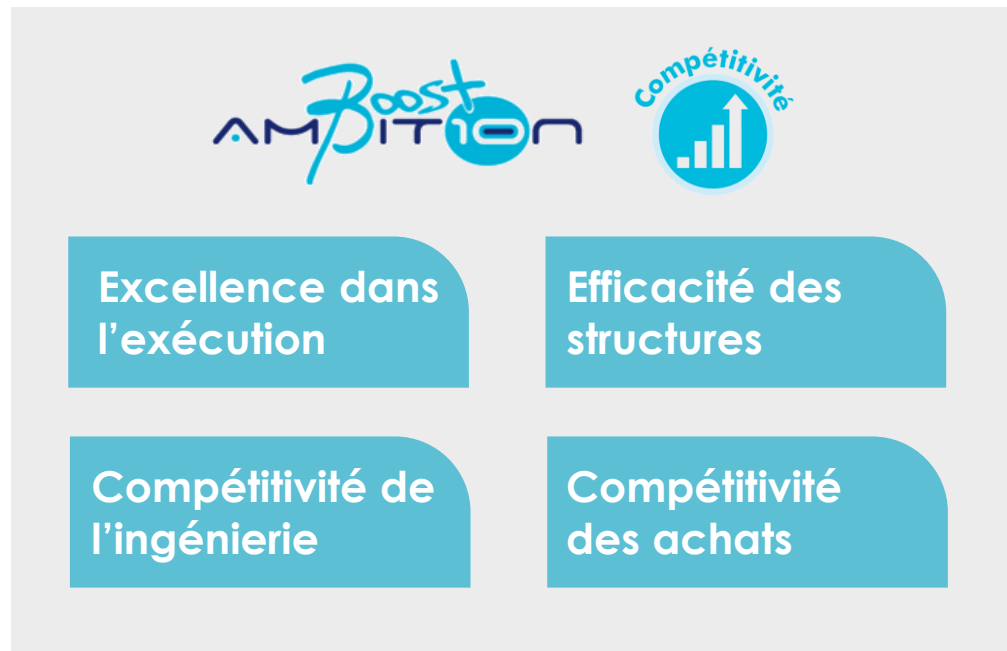 Boost
AMBITION
Compétitivité
Excellence dans
l’exécution
Efficacité des
structures
Compétitivité de
l’ingénierie
Compétitivité
des achats